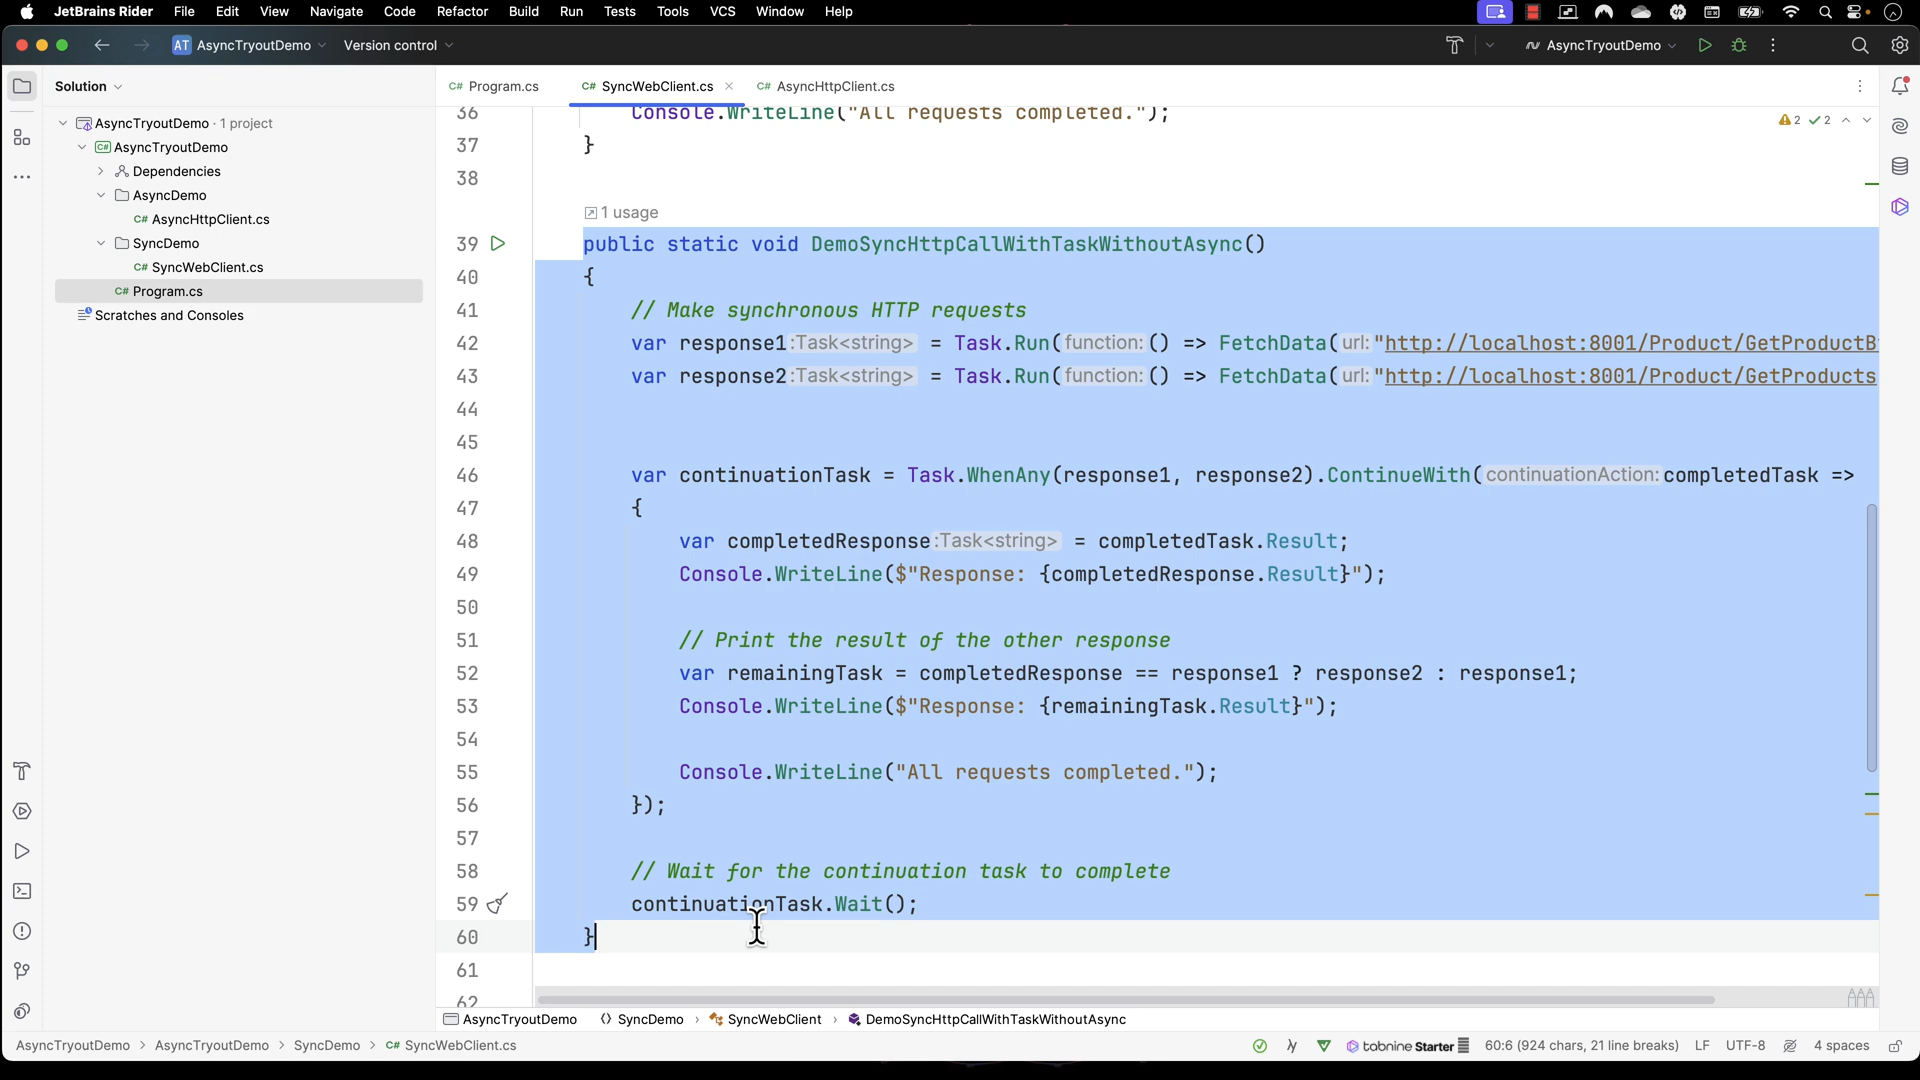 JetBrains Rider File Edit View Navigate Code Refactor Build Run Tests Tools VCS Window Help
AT AsyncTryoutDemo Version control AsyncTryoutDemo
Solution
C# Program.cs C# SyncWebClient.cs C# AsyncHttpClient.cs
AsyncTryoutDemo · 1 project
C# AsyncTryoutDemo
Dependencies
AsyncDemo
C# AsyncHttpClient.cs
SyncDemo
C# SyncWebClient.cs
C# Program.cs
Scratches and Consoles
2 2
36 Console.WriteLine("All requests completed.");
37 }
38
1 usage
39 public static void DemoSyncHttpCallWithTaskWithoutAsync()
40 {
41 // Make synchronous HTTP requests
42 var response1 :Task<string> = Task.Run( function: () => FetchData( url: "http://localhost:8001/Product/GetProductB
43 var response2 :Task<string> = Task.Run( function: () => FetchData( url: "http://localhost:8001/Product/GetProducts
44
45
46 var continuationTask = Task.WhenAny(response1, response2).ContinueWith( continuationAction: completedTask =>
47 {
48 var completedResponse :Task<string> = completedTask.Result;
49 Console.WriteLine($"Response: {completedResponse.Result}");
50
51 // Print the result of the other response
52 var remainingTask = completedResponse == response1 ? response2 : response1;
53 Console.WriteLine($"Response: {remainingTask.Result}");
54
55 Console.WriteLine("All requests completed.");
56 });
57
58 // Wait for the continuation task to complete
59 continuationTask.Wait();
60 }
61
62
AsyncTryoutDemo SyncDemo › SyncWebClient › DemoSyncHttpCallWithTaskWithoutAsync
AsyncTryoutDemo > AsyncTryoutDemo > SyncDemo > C# SyncWebClient.cs tabnine Starter 60:6 (924 chars, 21 line breaks) LF UTF-8 4 spaces